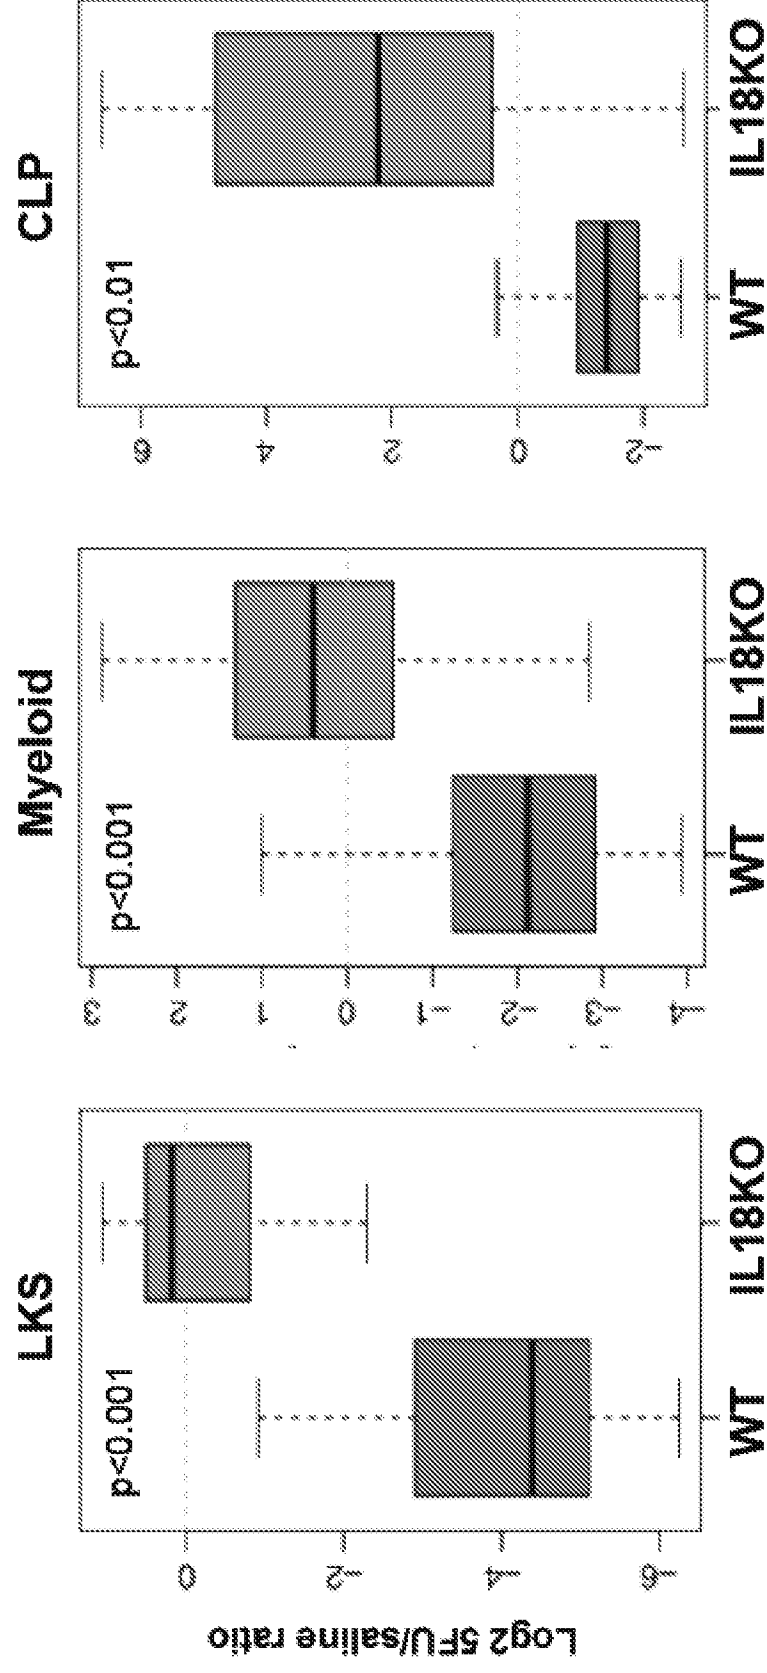 LKS
p<0.001
0
-2
-4
-6
Log2 5FU/saline ratio
WT
IL18KO
Myeloid
p<0.001
3
2
1
0
-1
-2
-3
-4
WT
IL18KO
CLP
p<0.01
6
4
2
0
-2
WT
IL18KO